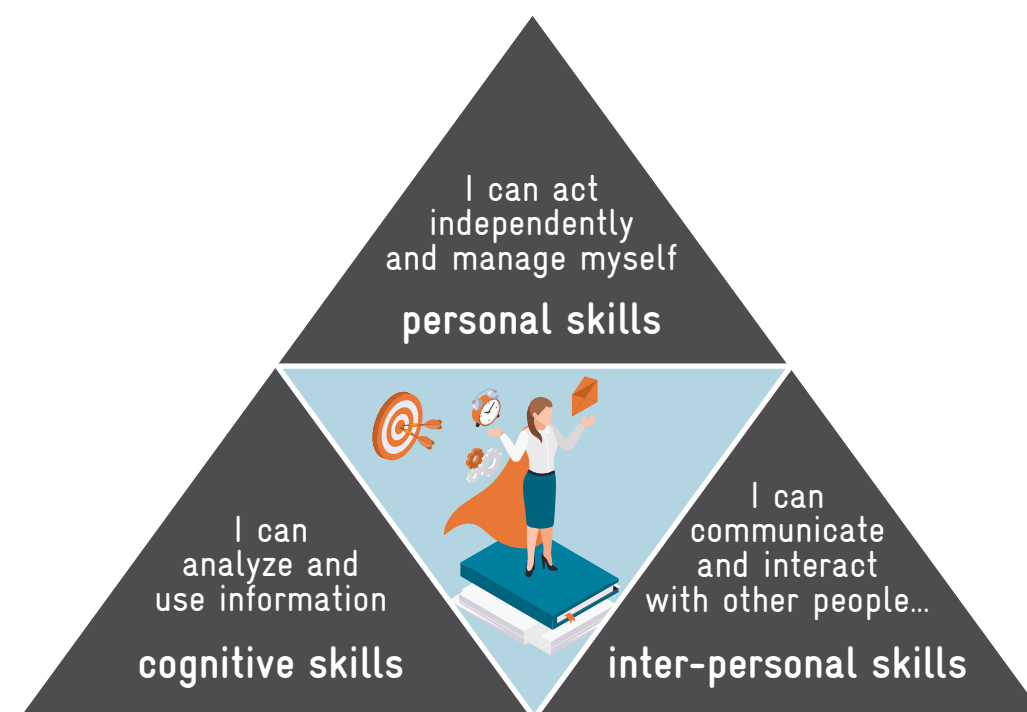 I can act
independently
and manage myself
personal skills
I can
analyze and
use information
cognitive skills
I can
communicate
and interact
with other people...
inter-personal skills